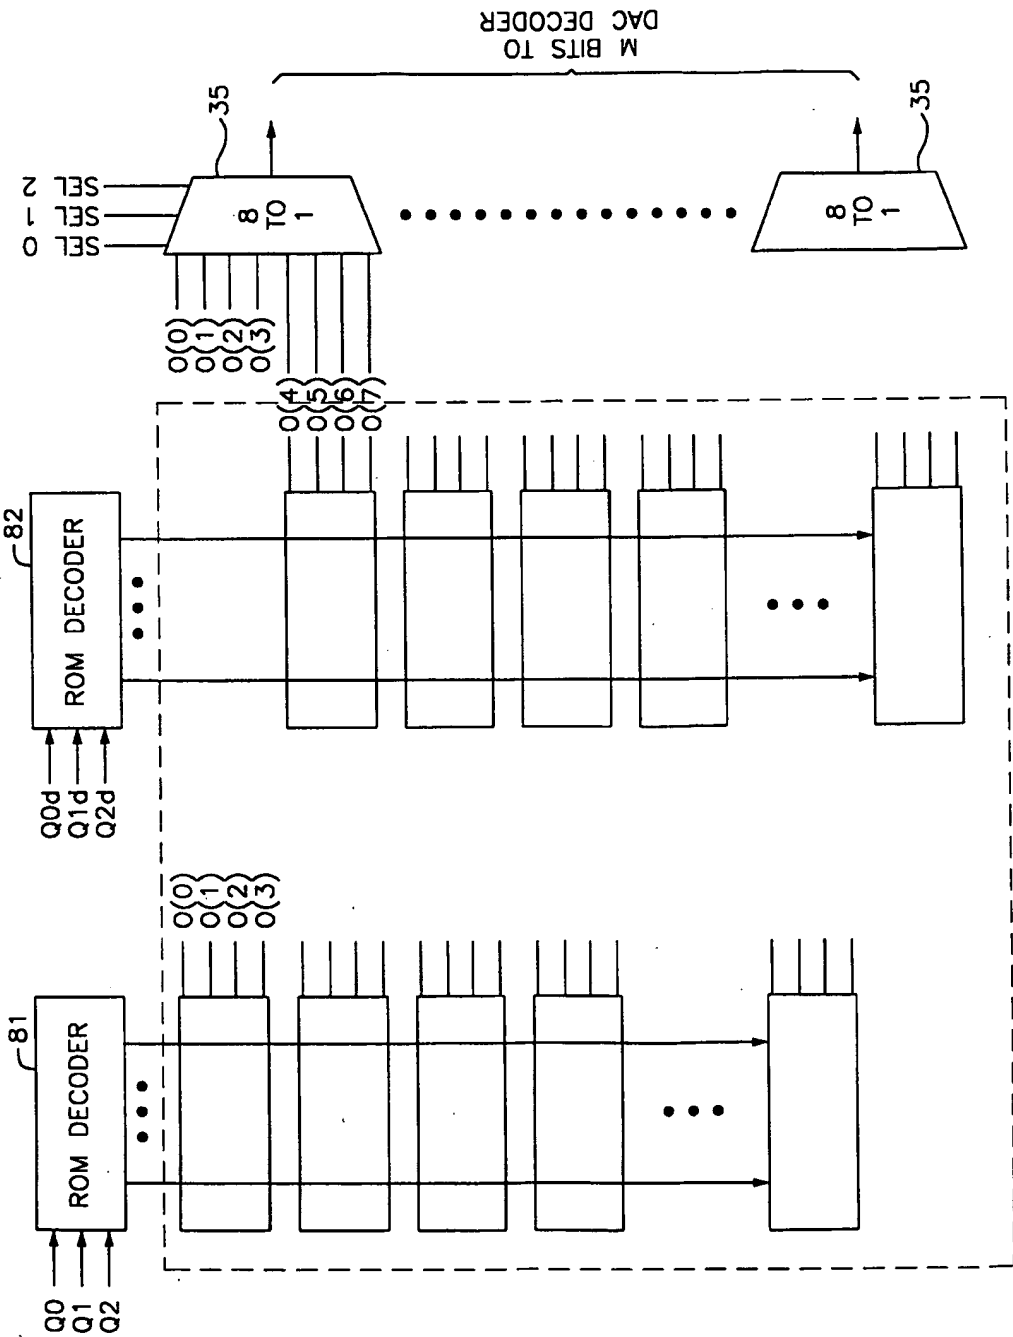 M BITS TO
DAC DECODER
SEL 0
SEL 1
SEL 2
35
8
TO
1
O(0)
O(1)
O(2)
O(3)
O(4)
O(5)
O(6)
O(7)
35
8
TO
1
82
ROM DECODER
Q0d
Q1d
Q2d
81
ROM DECODER
Q0
Q1
Q2
O(0)
O(1)
O(2)
O(3)